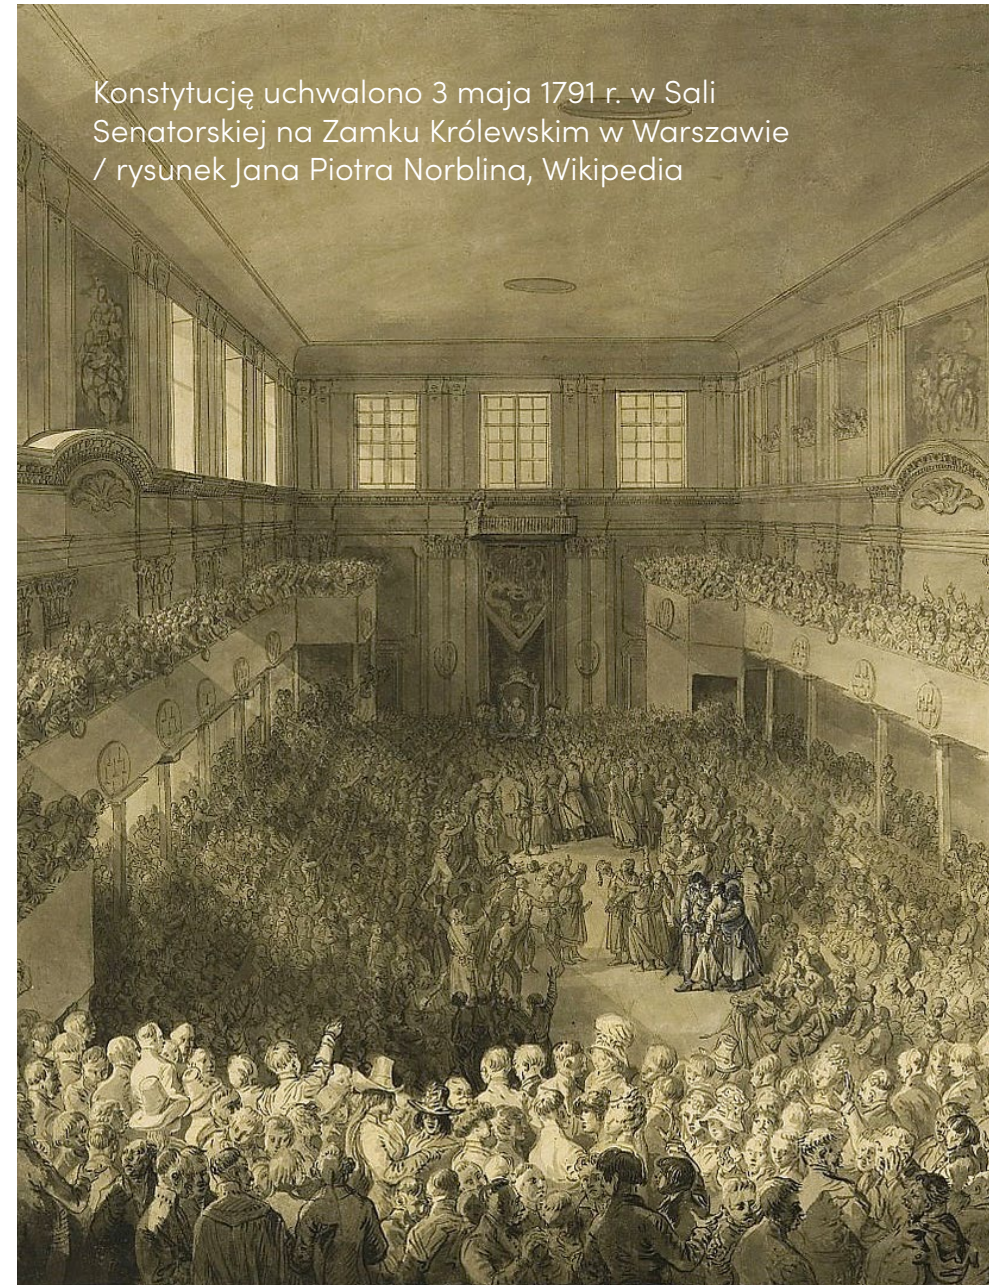 Konstytucję uchwalono 3 maja 1791 r. w Sali
Senatorskiej na Zamku Królewskim w Warszawie
/ rysunek Jana Piotra Norblina, Wikipedia